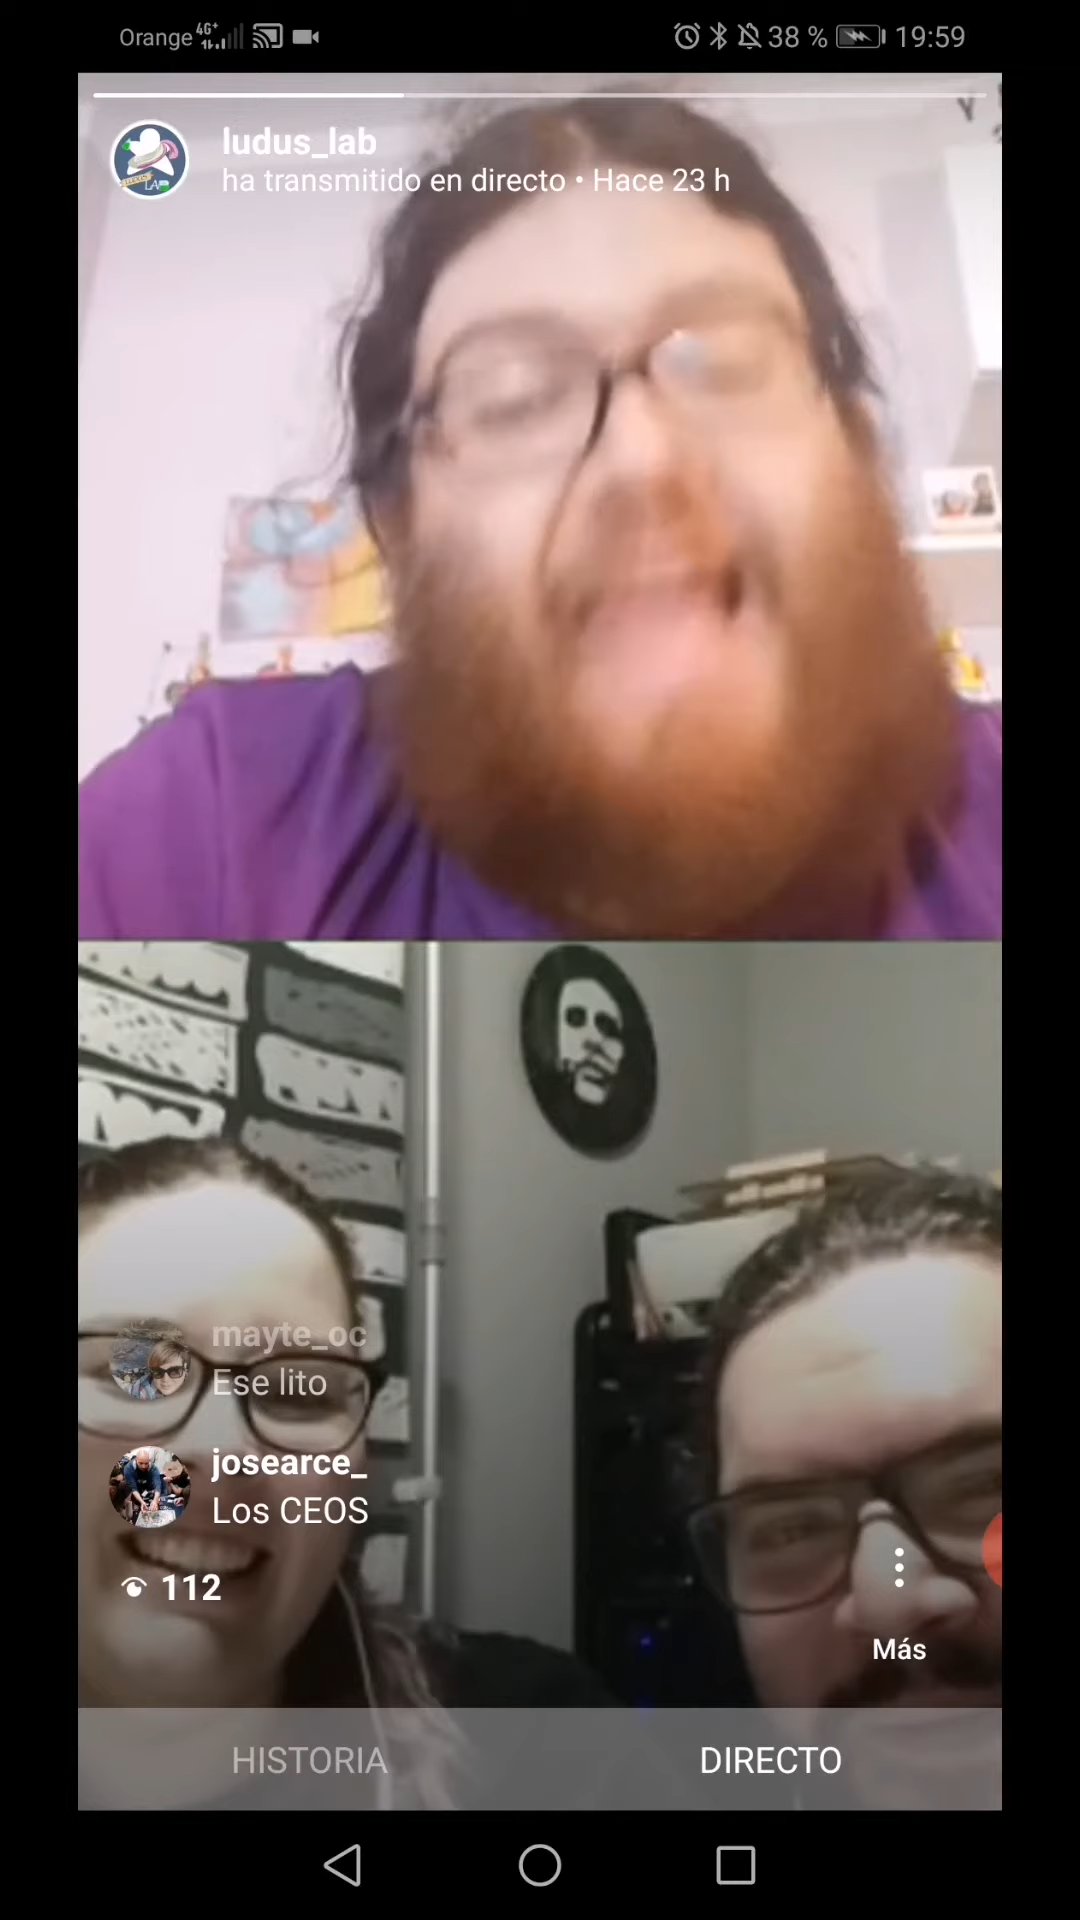 Orange 4G+ 38 % 19:59
ludus_lab
ha transmitido en directo • Hace 23 h
mayte_oc
Ese lito
josearce_
Los CEOS
112
Más
HISTORIA DIRECTO